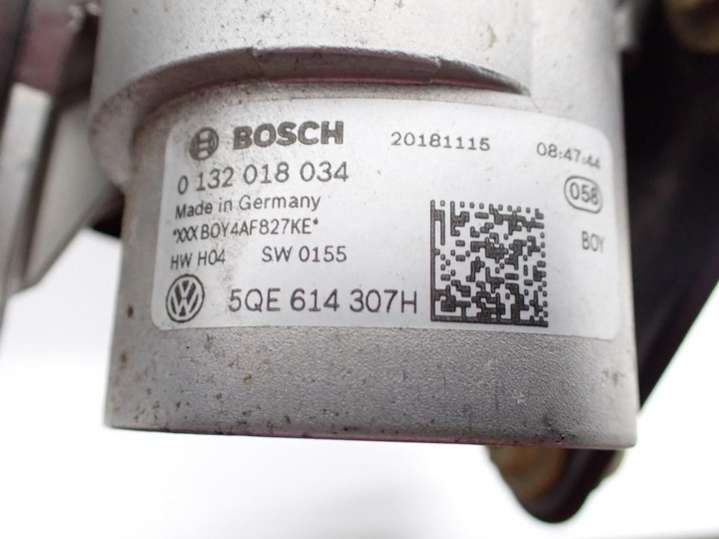 BOSCH 20181115 08:47:44
0 132 018 034 058
Made in Germany
*XXXBOY4AF827KE* BOY
HW H04 SW 0155
5QE 614 307H